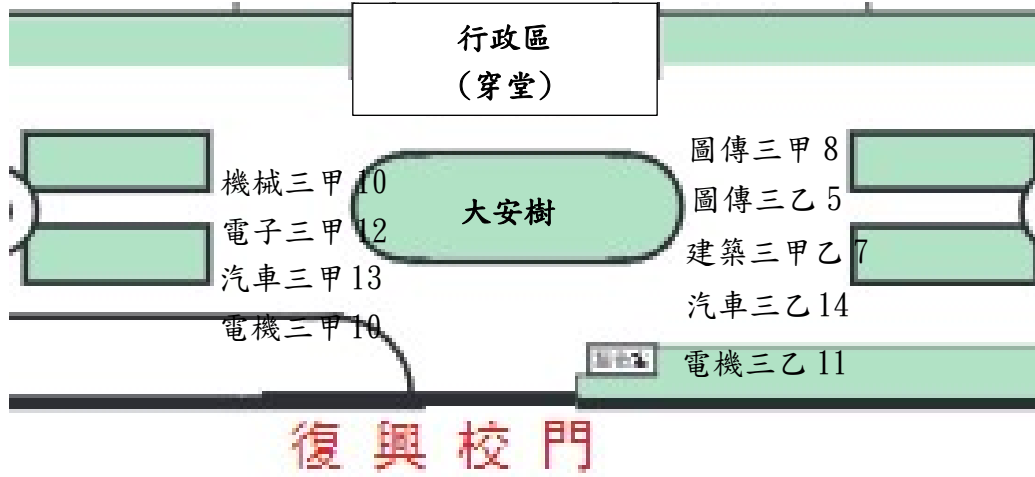 行政區
(穿堂)
機械三甲 10
電子三甲 12
汽車三甲 13
電機三甲 10
大安樹
圖傳三甲 8
圖傳三乙 5
建築三甲乙 7
汽車三乙 14
電機三乙 11
復興校門